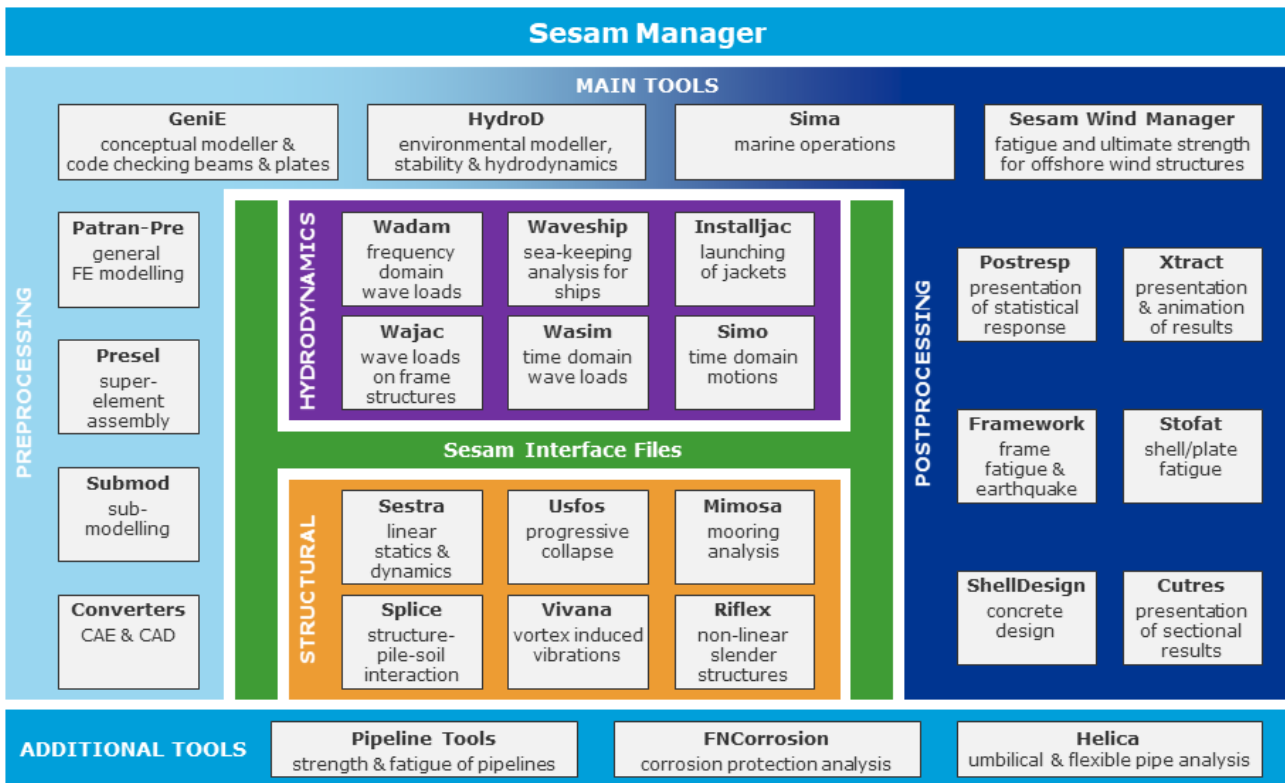 Sesam Manager
MAIN TOOLS
GeniE
conceptual modeller &
code checking beams & plates
HydroD
environmental modeller,
stability & hydrodynamics
Sima
marine operations
Sesam Wind Manager
fatigue and ultimate strength
for offshore wind structures
PREPROCESSING
Patran-Pre
general
FE modelling
Presel
super-
element
assembly
Submod
sub-
modelling
Converters
CAE & CAD
HYDRODYNAMICS
Wadam
frequency
domain
wave loads
Waveship
sea-keeping
analysis for
ships
Installjac
launching
of jackets
Wajac
wave loads
on frame
structures
Wasim
time domain
wave loads
Simo
time domain
motions
Sesam Interface Files
STRUCTURAL
Sestra
linear
statics &
dynamics
Usfos
progressive
collapse
Mimosa
mooring
analysis
Splice
structure-
pile-soil
interaction
Vivana
vortex induced
vibrations
Riflex
non-linear
slender
structures
POSTPROCESSING
Postresp
presentation
of statistical
response
Xtract
presentation
& animation
of results
Framework
frame
fatigue &
earthquake
Stofat
shell/plate
fatigue
ShellDesign
concrete
design
Cutres
presentation
of sectional
results
ADDITIONAL TOOLS
Pipeline Tools
strength & fatigue of pipelines
FNCorrosion
corrosion protection analysis
Helica
umbilical & flexible pipe analysis